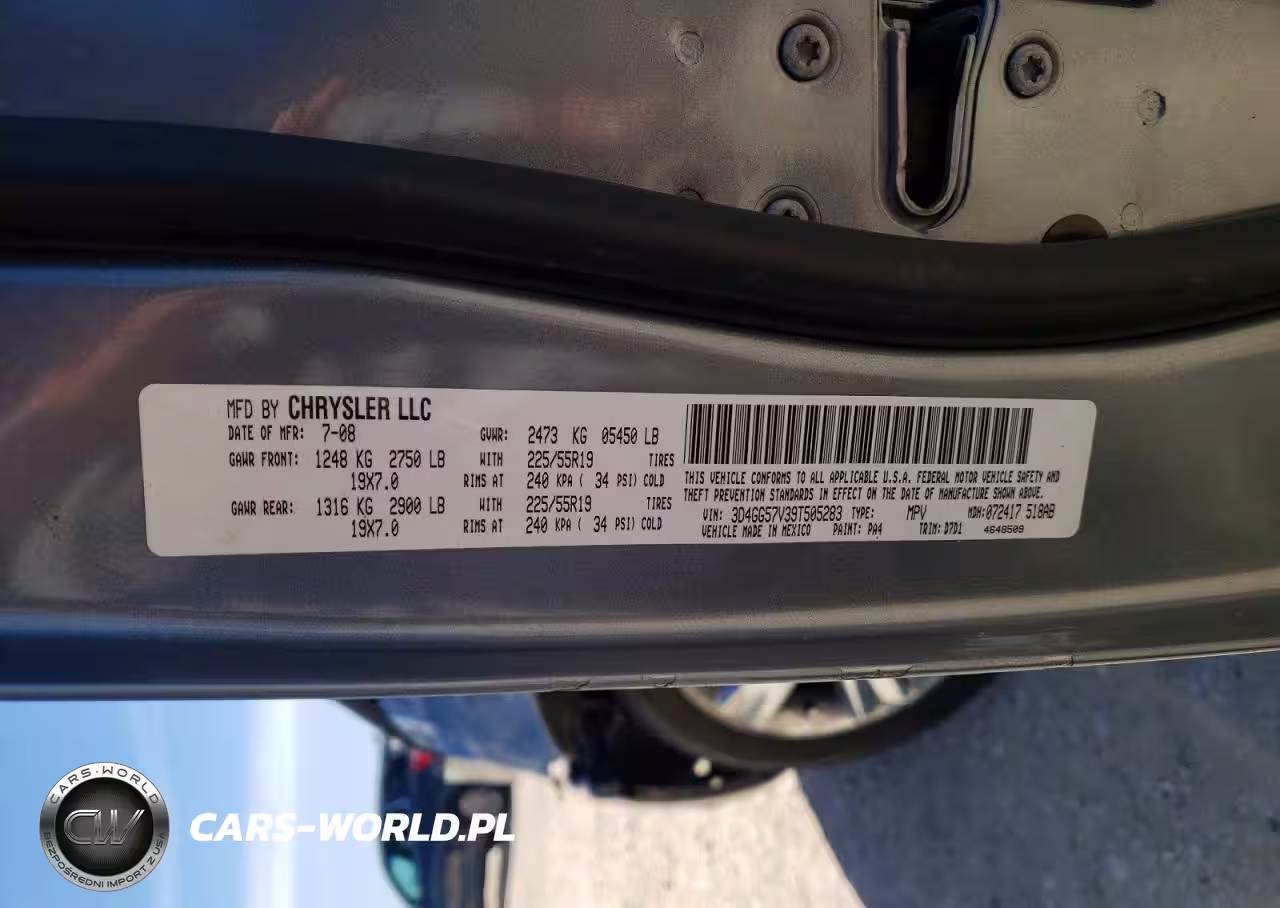 MFD BY CHRYSLER LLC
DATE OF MFR: 7-08 GVWR: 2473 KG 05450 LB
GAWR FRONT: 1248 KG 2750 LB WITH 225/55R19 TIRES
19X7.0 RIMS AT 240 KPA ( 34 PSI) COLD
GAWR REAR: 1316 KG 2900 LB WITH 225/55R19 TIRES
19X7.0 RIMS AT 240 KPA ( 34 PSI) COLD
THIS VEHICLE CONFORMS TO ALL APPLICABLE U.S.A. FEDERAL MOTOR VEHICLE SAFETY AND
THEFT PREVENTION STANDARDS IN EFFECT ON THE DATE OF MANUFACTURE SHOWN ABOVE.
VIN: 3D4GG57V39T505283 TYPE: MPV MDH:072417 518AB
VEHICLE MADE IN MEXICO PAINT: PA4 TRIM: D7D1 4648509
CARS-WORLD
CW
BEZPOŚREDNI IMPORT Z USA
CARS-WORLD.PL